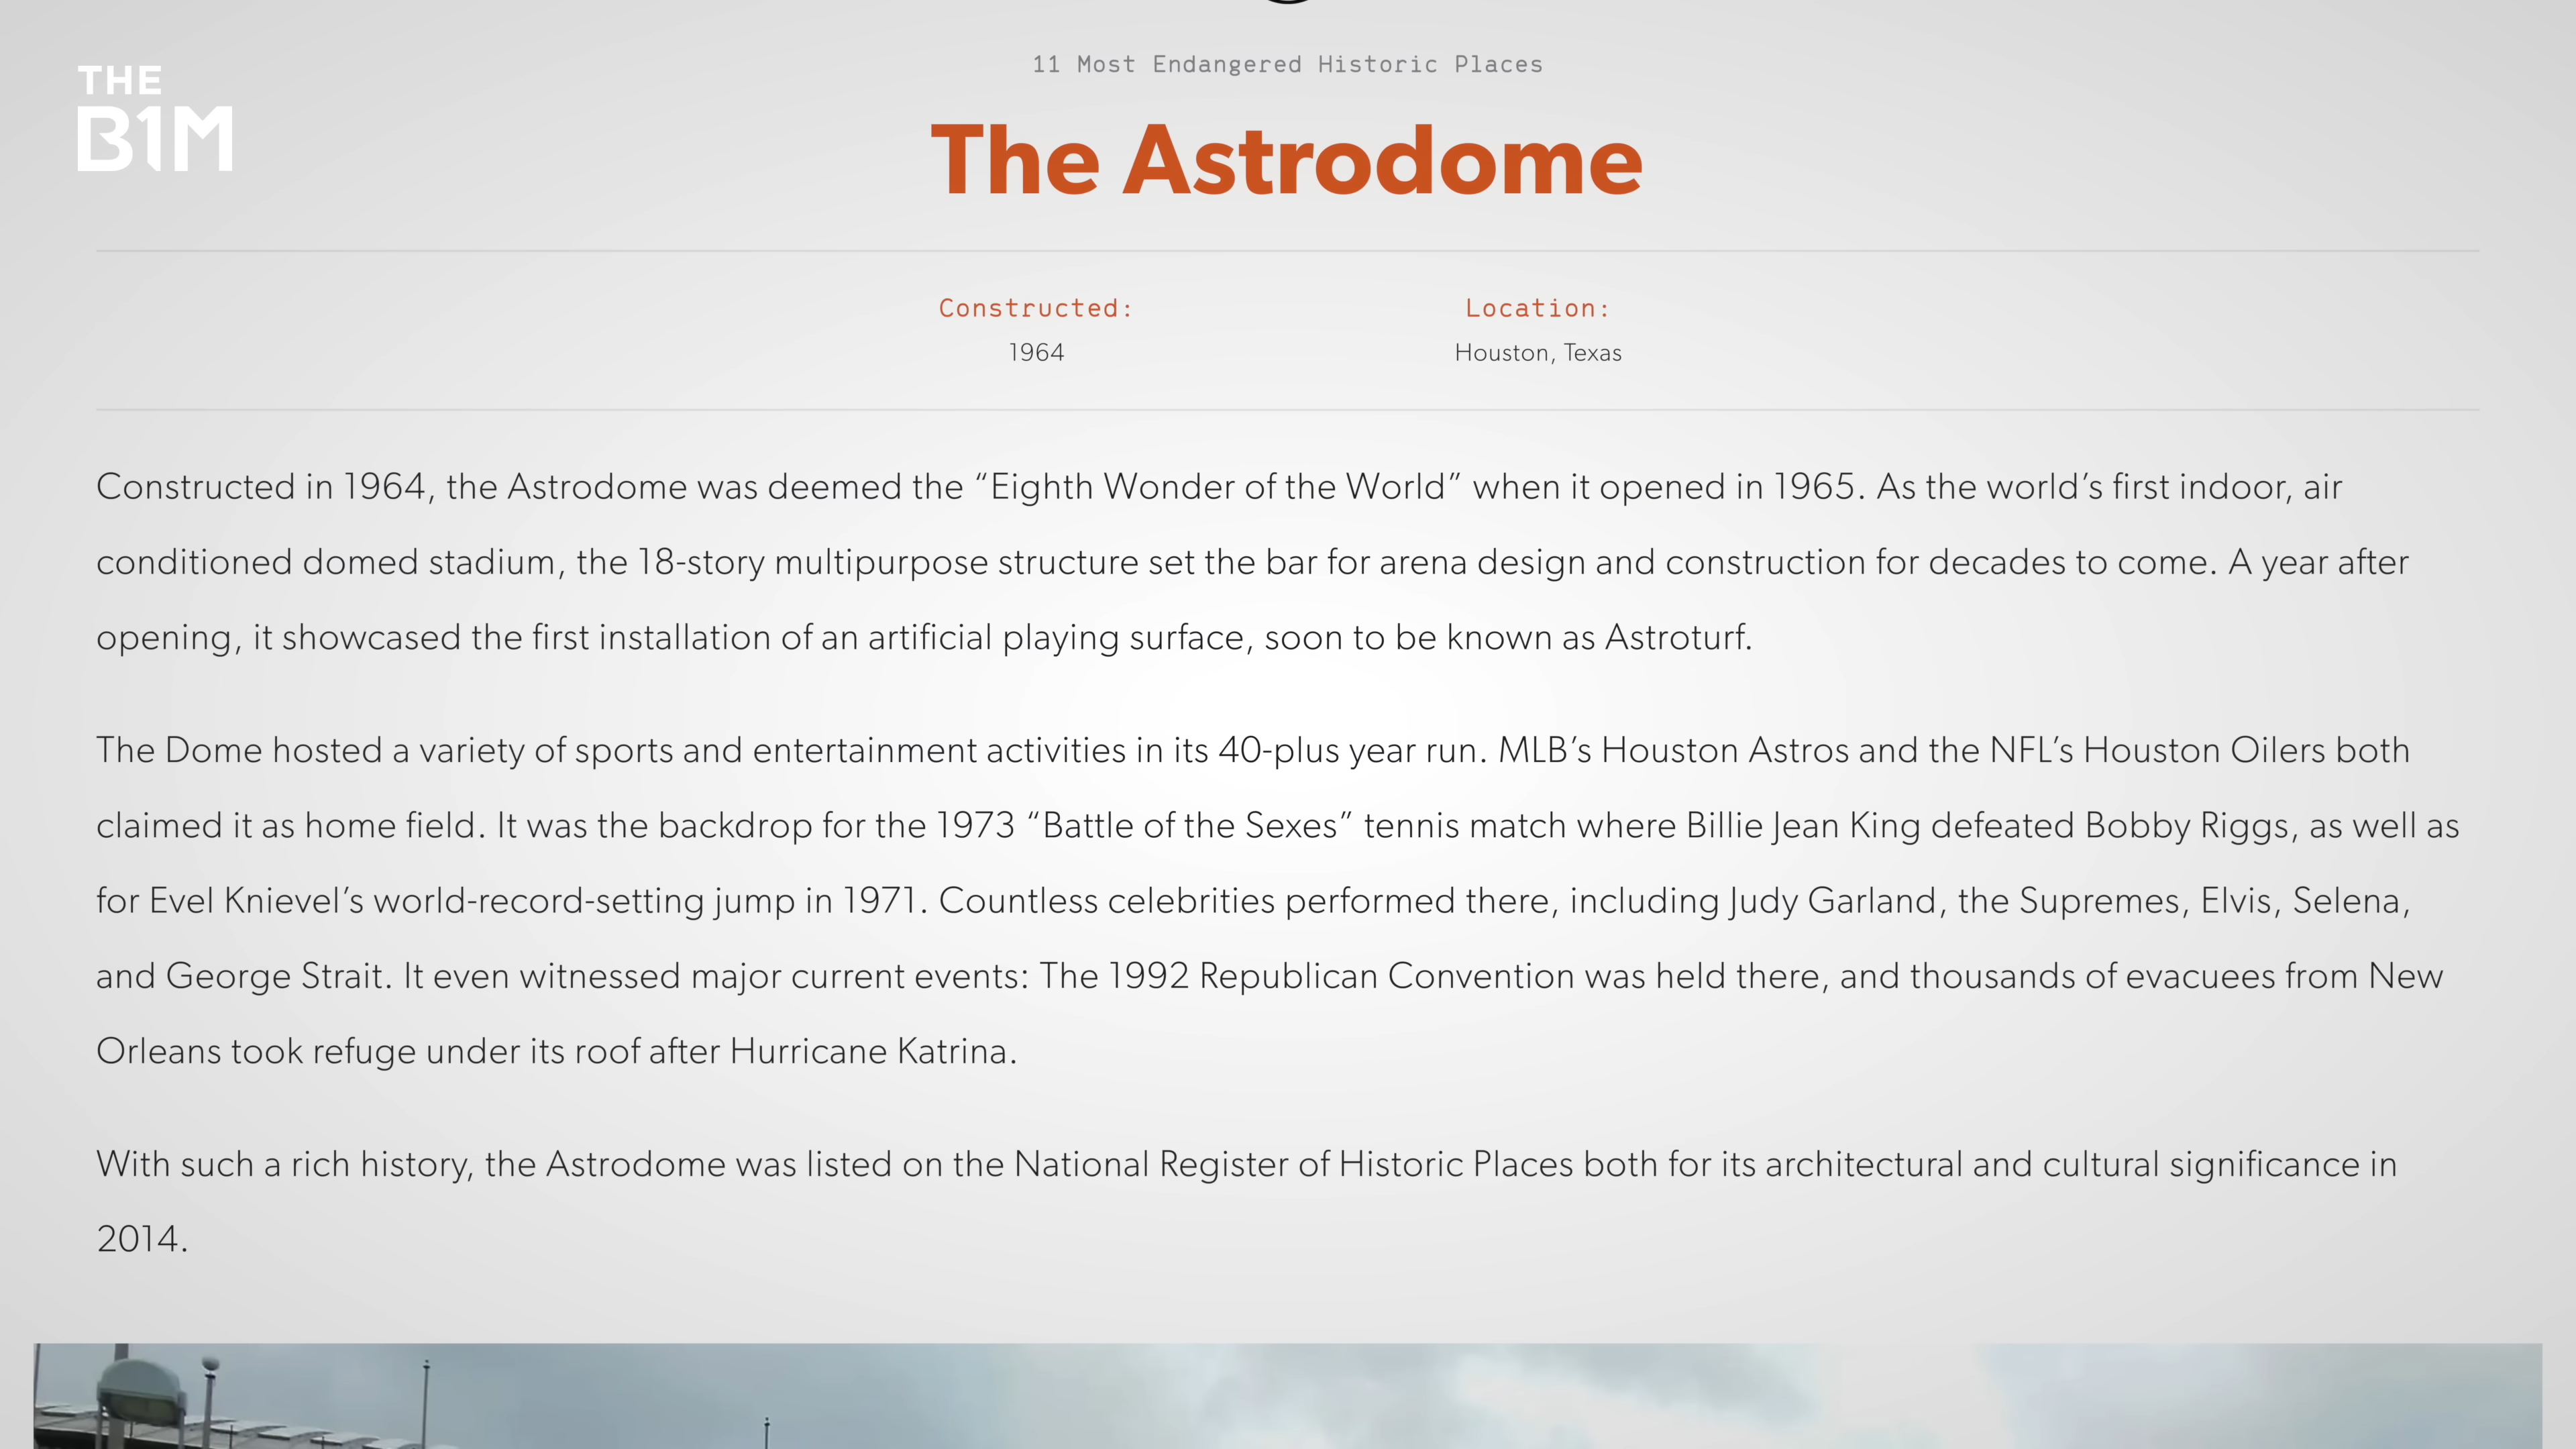 THE
B1M
11 Most Endangered Historic Places
The Astrodome
Constructed:
1964
Location:
Houston, Texas
Constructed in 1964, the Astrodome was deemed the “Eighth Wonder of the World” when it opened in 1965. As the world’s first indoor, air
conditioned domed stadium, the 18-story multipurpose structure set the bar for arena design and construction for decades to come. A year after
opening, it showcased the first installation of an artificial playing surface, soon to be known as Astroturf.
The Dome hosted a variety of sports and entertainment activities in its 40-plus year run. MLB’s Houston Astros and the NFL’s Houston Oilers both
claimed it as home field. It was the backdrop for the 1973 “Battle of the Sexes” tennis match where Billie Jean King defeated Bobby Riggs, as well as
for Evel Knievel’s world-record-setting jump in 1971. Countless celebrities performed there, including Judy Garland, the Supremes, Elvis, Selena,
and George Strait. It even witnessed major current events: The 1992 Republican Convention was held there, and thousands of evacuees from New
Orleans took refuge under its roof after Hurricane Katrina.
With such a rich history, the Astrodome was listed on the National Register of Historic Places both for its architectural and cultural significance in
2014.